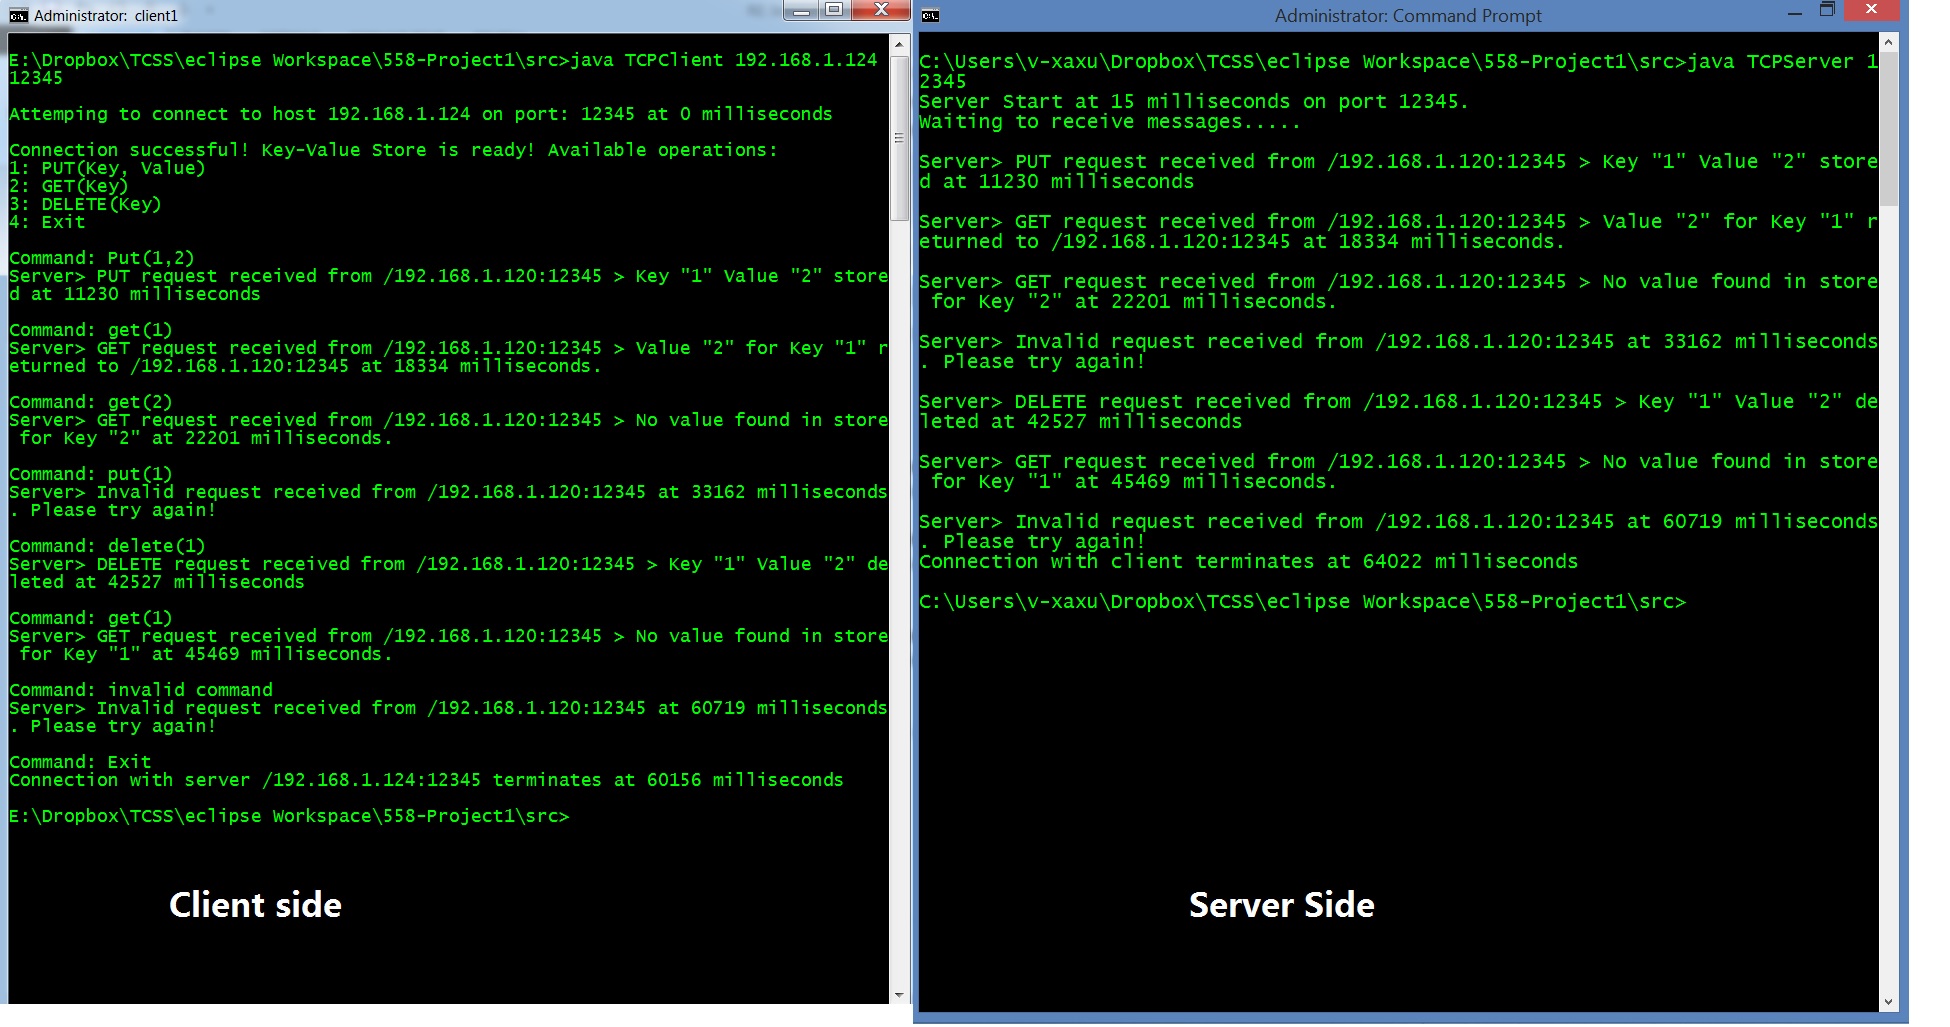 Administrator: client1
E:\Dropbox\TCSS\eclipse Workspace\558-Project1\src>java TCPClient 192.168.1.124
12345
Attemping to connect to host 192.168.1.124 on port: 12345 at 0 milliseconds
Connection successful! Key-Value Store is ready! Available operations:
1: PUT(Key, Value)
2: GET(Key)
3: DELETE(Key)
4: Exit
Command: Put(1,2)
Server> PUT request received from /192.168.1.120:12345 > Key "1" Value "2" store
d at 11230 milliseconds
Command: get(1)
Server> GET request received from /192.168.1.120:12345 > Value "2" for Key "1" r
eturned to /192.168.1.120:12345 at 18334 milliseconds.
Command: get(2)
Server> GET request received from /192.168.1.120:12345 > No value found in store
for Key "2" at 22201 milliseconds.
Command: put(1)
Server> Invalid request received from /192.168.1.120:12345 at 33162 milliseconds
. Please try again!
Command: delete(1)
Server> DELETE request received from /192.168.1.120:12345 > Key "1" Value "2" de
leted at 42527 milliseconds
Command: get(1)
Server> GET request received from /192.168.1.120:12345 > No value found in store
for Key "1" at 45469 milliseconds.
Command: invalid command
Server> Invalid request received from /192.168.1.120:12345 at 60719 milliseconds
. Please try again!
Command: Exit
Connection with server /192.168.1.124:12345 terminates at 60156 milliseconds
E:\Dropbox\TCSS\eclipse Workspace\558-Project1\src>
Client side
Administrator: Command Prompt
C:\Users\v-xaxu\Dropbox\TCSS\eclipse Workspace\558-Project1\src>java TCPServer 1
2345
Server Start at 15 milliseconds on port 12345.
Waiting to receive messages.....
Server> PUT request received from /192.168.1.120:12345 > Key "1" Value "2" store
d at 11230 milliseconds
Server> GET request received from /192.168.1.120:12345 > Value "2" for Key "1" r
eturned to /192.168.1.120:12345 at 18334 milliseconds.
Server> GET request received from /192.168.1.120:12345 > No value found in store
for Key "2" at 22201 milliseconds.
Server> Invalid request received from /192.168.1.120:12345 at 33162 milliseconds
. Please try again!
Server> DELETE request received from /192.168.1.120:12345 > Key "1" Value "2" de
leted at 42527 milliseconds
Server> GET request received from /192.168.1.120:12345 > No value found in store
for Key "1" at 45469 milliseconds.
Server> Invalid request received from /192.168.1.120:12345 at 60719 milliseconds
. Please try again!
Connection with client terminates at 64022 milliseconds
C:\Users\v-xaxu\Dropbox\TCSS\eclipse Workspace\558-Project1\src>
Server Side